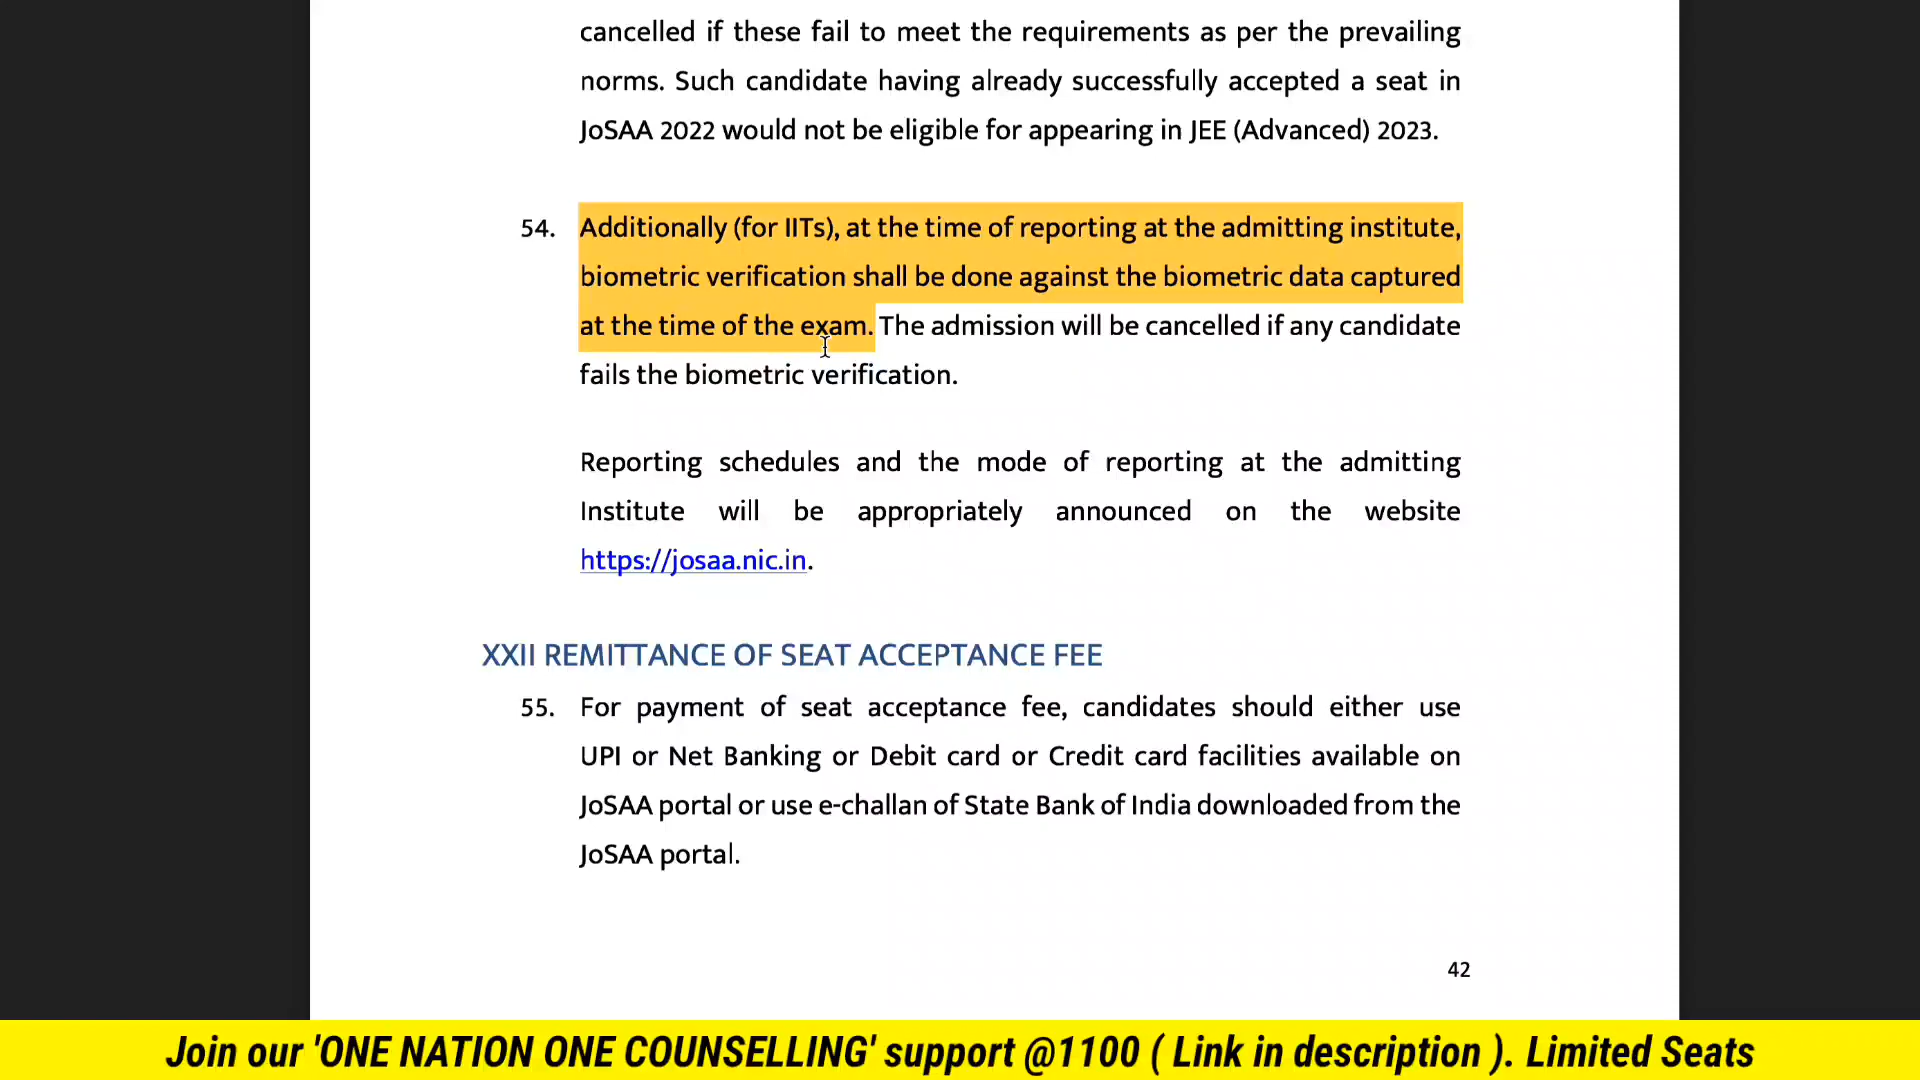 cancelled if these fail to meet the requirements as per the prevailing
norms. Such candidate having already successfully accepted a seat in
JoSAA 2022 would not be eligible for appearing in JEE (Advanced) 2023.
54. Additionally (for IITs), at the time of reporting at the admitting institute,
biometric verification shall be done against the biometric data captured
at the time of the exam. The admission will be cancelled if any candidate
fails the biometric verification.
Reporting schedules and the mode of reporting at the admitting
Institute will be appropriately announced on the website
https://josaa.nic.in.
XXII REMITTANCE OF SEAT ACCEPTANCE FEE
55. For payment of seat acceptance fee, candidates should either use
UPI or Net Banking or Debit card or Credit card facilities available on
JoSAA portal or use e-challan of State Bank of India downloaded from the
JoSAA portal.
42
Join our 'ONE NATION ONE COUNSELLING' support @1100 ( Link in description ). Limited Seats